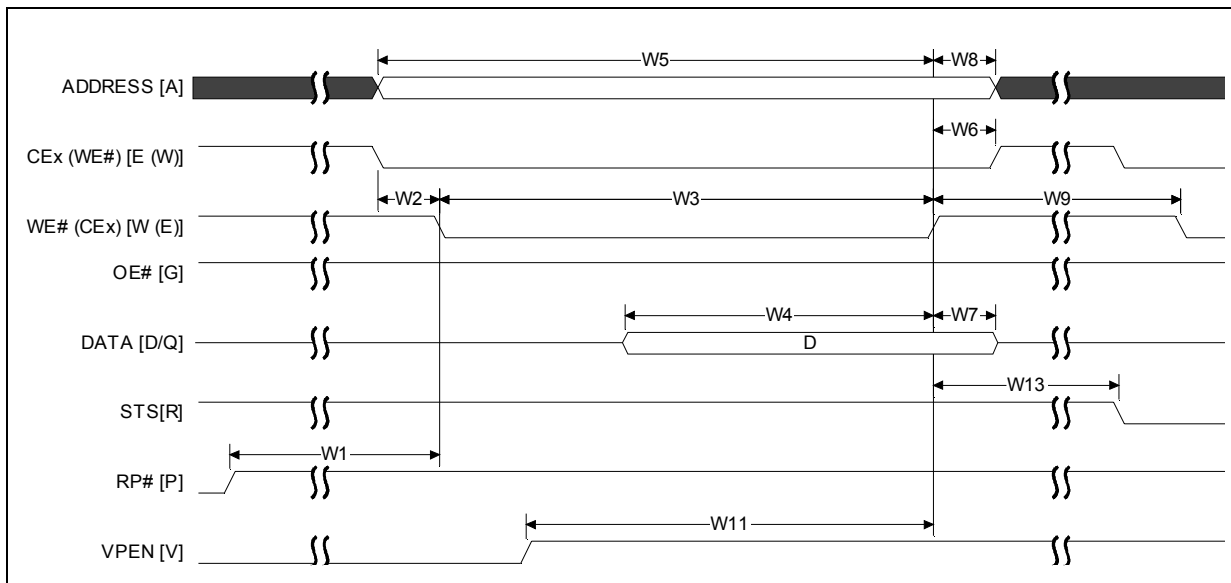 W5
W8
ADDRESS [A]
W6
CEx (WE#) [E (W)]
W2
W3
W9
WE# (CEx) [W (E)]
OE# [G]
W4
W7
DATA [D/Q]
D
W13
STS[R]
W1
RP# [P]
W11
VPEN [V]